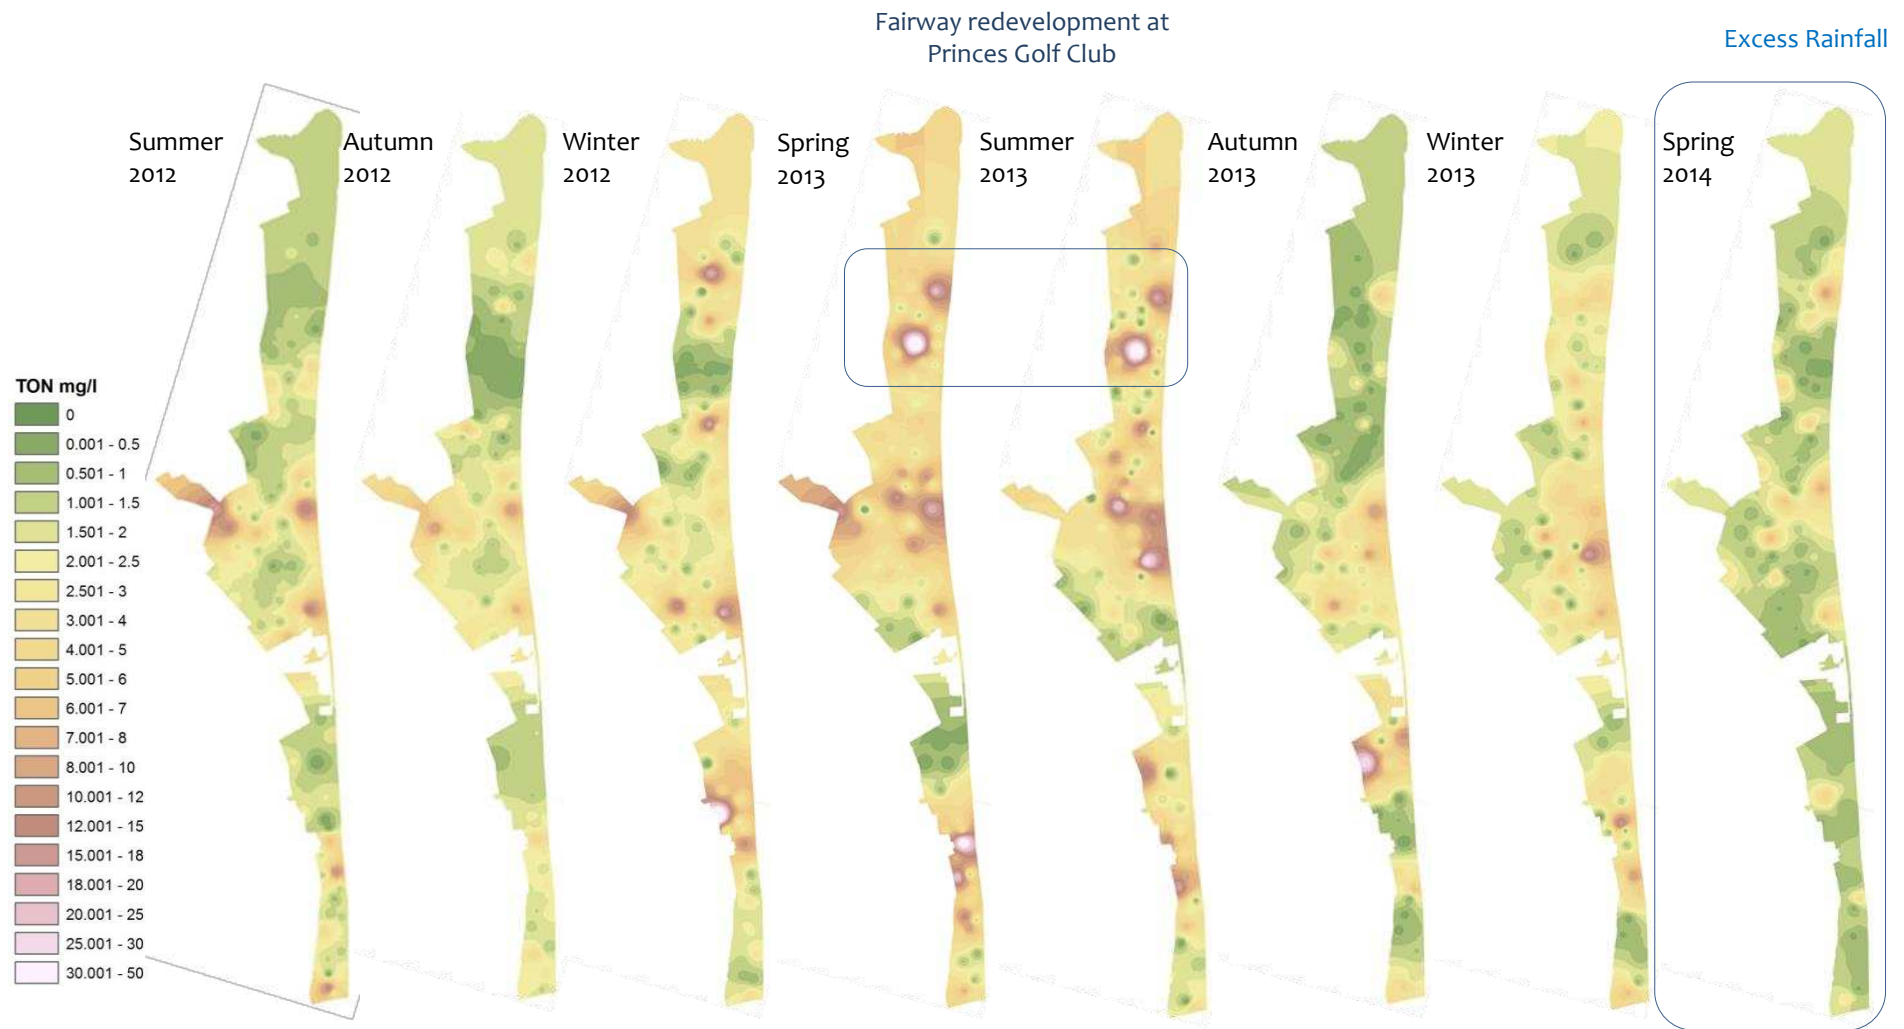 Fairway redevelopment at
Princes Golf Club
Excess Rainfall
Summer
2012
Autumn
2012
Winter
2012
Spring
2013
Summer
2013
Autumn
2013
Winter
2013
Spring
2014
TON mg/l
0
0.001 - 0.5
0.501 - 1
1.001 - 1.5
1.501 - 2
2.001 - 2.5
2.501 - 3
3.001 - 4
4.001 - 5
5.001 - 6
6.001 - 7
7.001 - 8
8.001 - 10
10.001 - 12
12.001 - 15
15.001 - 18
18.001 - 20
20.001 - 25
25.001 - 30
30.001 - 50